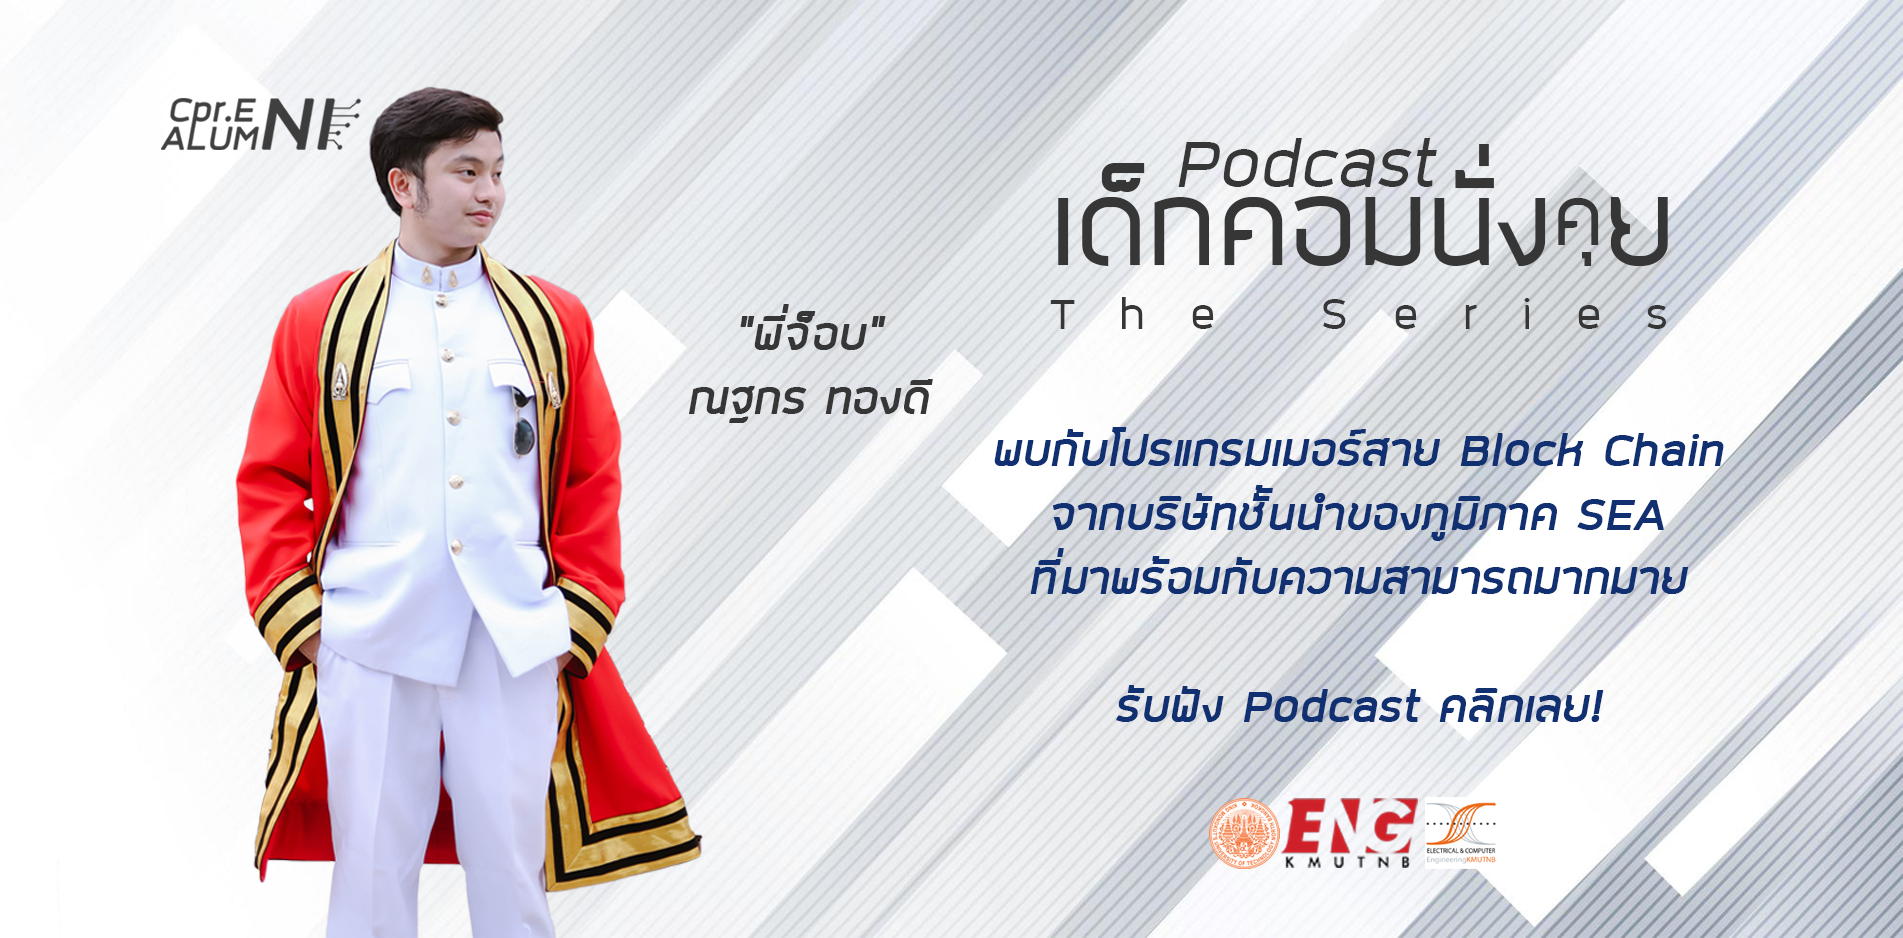 Cpr.E
ALUMNI
Podcast
เด็กคอมนั่งคุย
The Series
"พี่จ็อบ"
ณฐกร ทองดี
พบกับโปรแกรมเมอร์สาย Block Chain
จากบริษัทชั้นนำของภูมิภาค SEA
ที่มาพร้อมกับความสามารถมากมาย
รับฟัง Podcast คลิกเลย!
ENG
KMUTNB
ELECTRICAL & COMPUTER
EngineeringKMUTNB